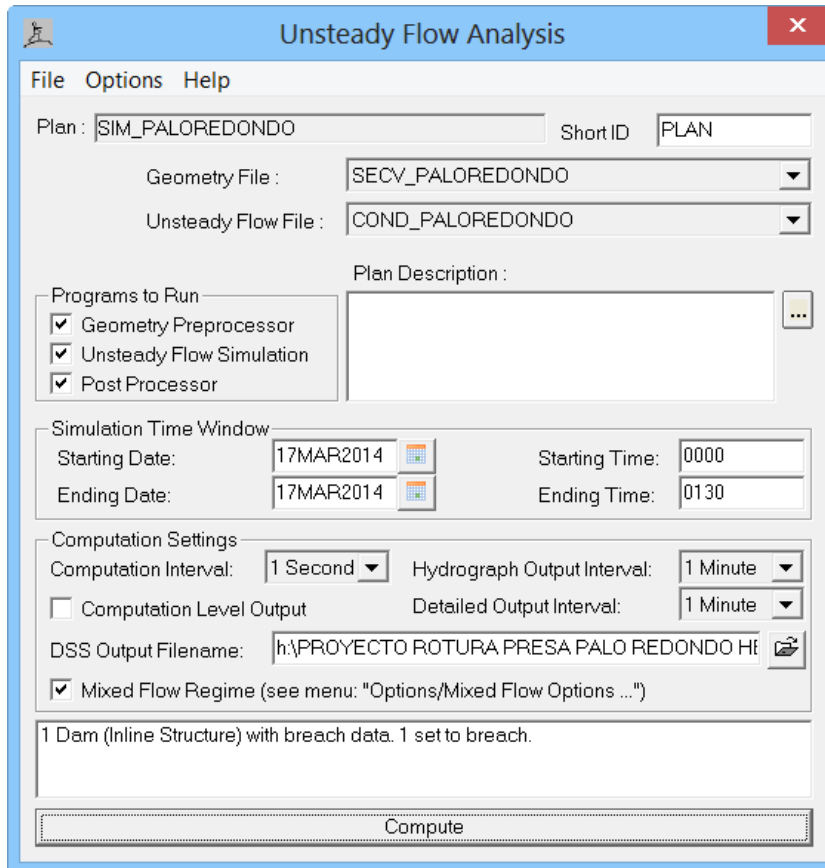 Unsteady Flow Analysis
File Options Help
Plan : SIM_PALOREDONDO Short ID PLAN
Geometry File : SECV_PALOREDONDO
Unsteady Flow File : COND_PALOREDONDO
Plan Description :
Programs to Run
Geometry Preprocessor
...
Unsteady Flow Simulation
Post Processor
Simulation Time Window
Starting Date: 17MAR2014 Starting Time: 0000
Ending Date: 17MAR2014 Ending Time: 0130
Computation Settings
Computation Interval: 1 Second Hydrograph Output Interval: 1 Minute
Computation Level Output Detailed Output Interval: 1 Minute
DSS Output Filename: h:\PROYECTO ROTURA PRESA PALO REDONDO HE
Mixed Flow Regime (see menu: "Options/Mixed Flow Options ...")
1 Dam (Inline Structure) with breach data. 1 set to breach.
Compute